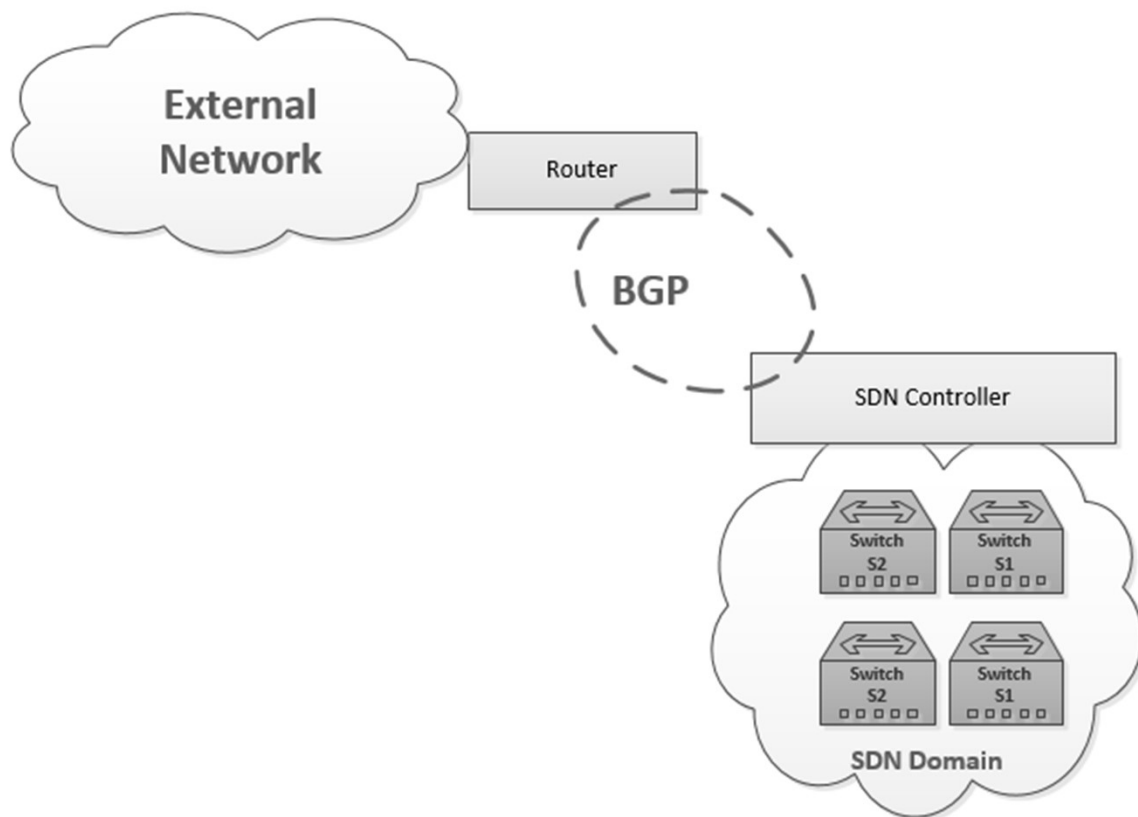 External
Network
Router
BGP
SDN Controller
Switch
S2
Switch
S1
Switch
S2
Switch
S1
SDN Domain